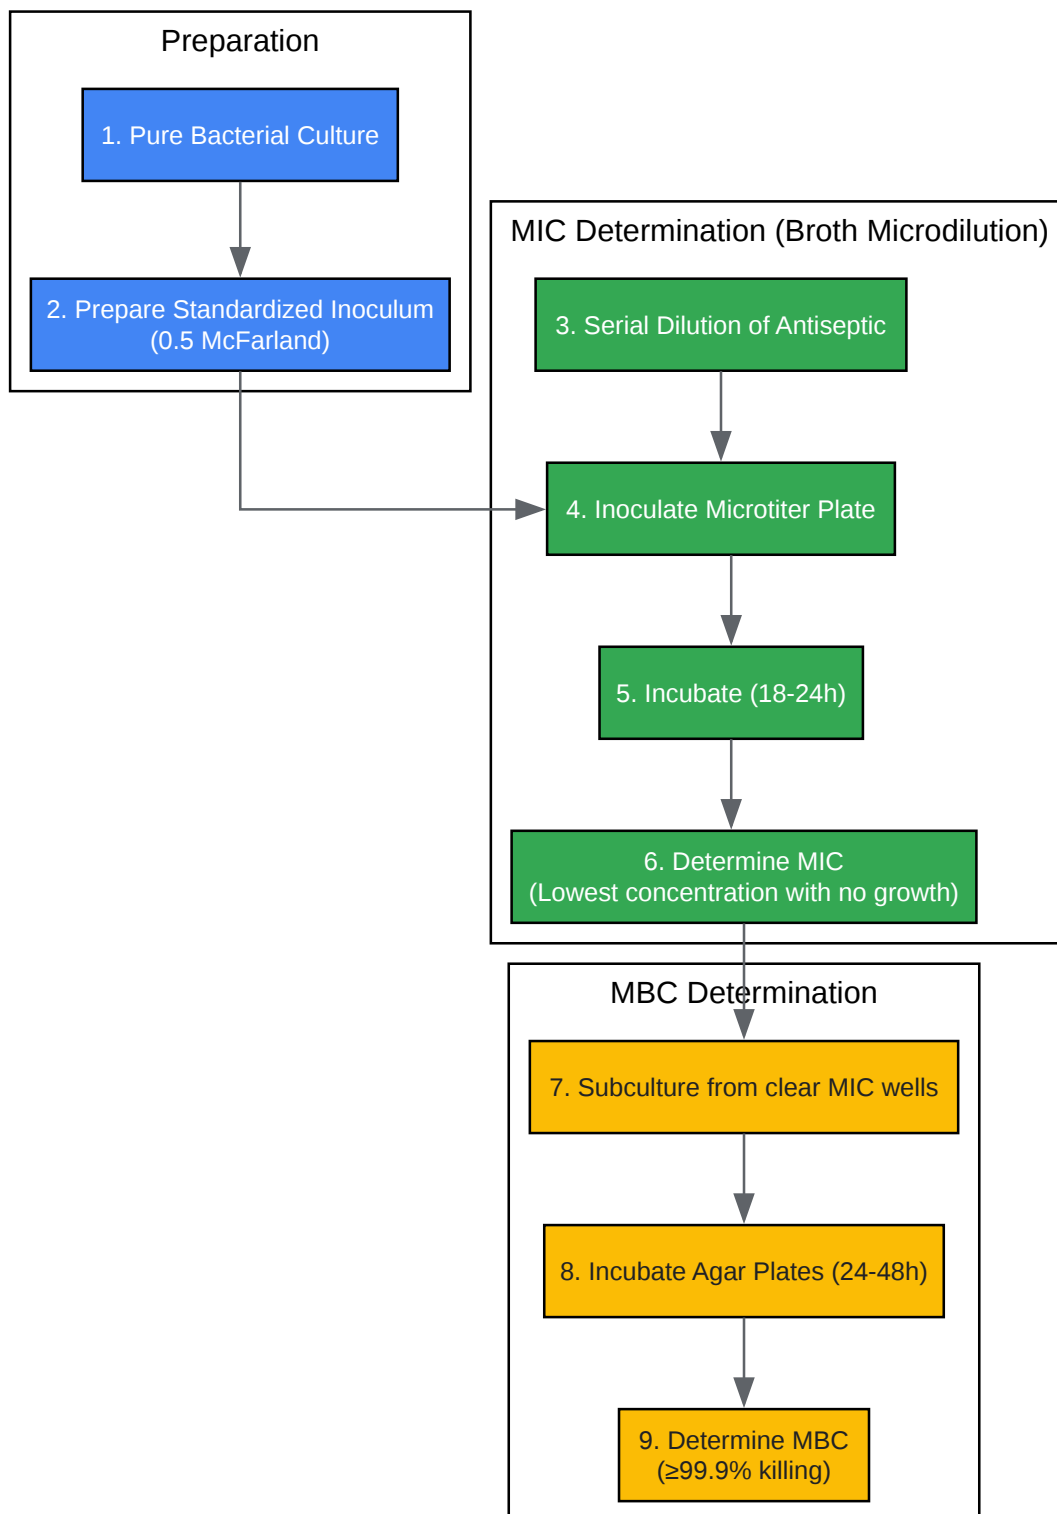 Preparation
1. Pure Bacterial Culture
2. Prepare Standardized Inoculum
(0.5 McFarland)
MIC Determination (Broth Microdilution)
3. Serial Dilution of Antiseptic
4. Inoculate Microtiter Plate
5. Incubate (18-24h)
6. Determine MIC
(Lowest concentration with no growth)
MBC Determination
7. Subculture from clear MIC wells
8. Incubate Agar Plates (24-48h)
9. Determine MBC
(≥99.9% killing)